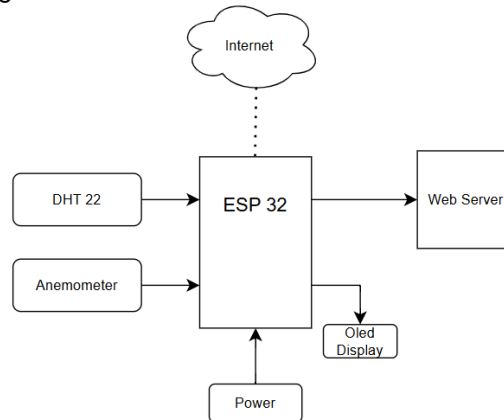 Internet
DHT 22
ESP 32
Web Server
Anemometer
Oled
Display
Power